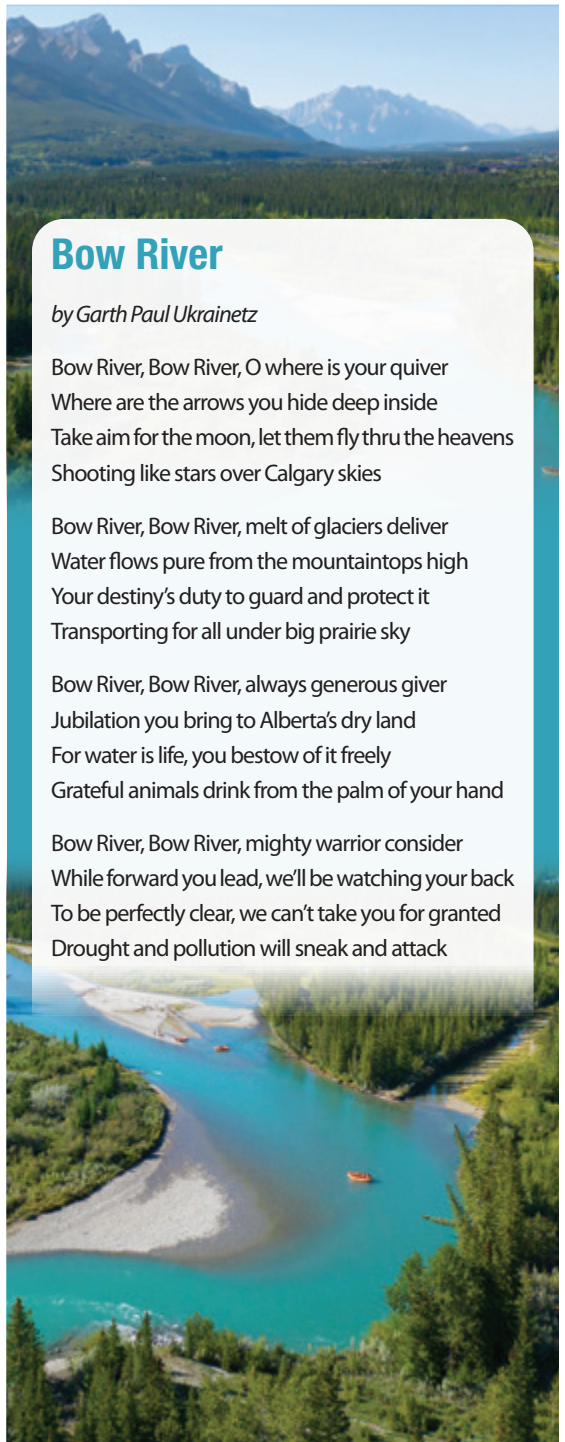 Bow River
by Garth Paul Ukrainetz
Bow River, Bow River, O where is your quiver
Where are the arrows you hide deep inside
Take aim for the moon, let them fly thru the heavens
Shooting like stars over Calgary skies
Bow River, Bow River, melt of glaciers deliver
Water flows pure from the mountaintops high
Your destiny’s duty to guard and protect it
Transporting for all under big prairie sky
Bow River, Bow River, always generous giver
Jubilation you bring to Alberta’s dry land
For water is life, you bestow of it freely
Grateful animals drink from the palm of your hand
Bow River, Bow River, mighty warrior consider
While forward you lead, we’ll be watching your back
To be perfectly clear, we can’t take you for granted
Drought and pollution will sneak and attack